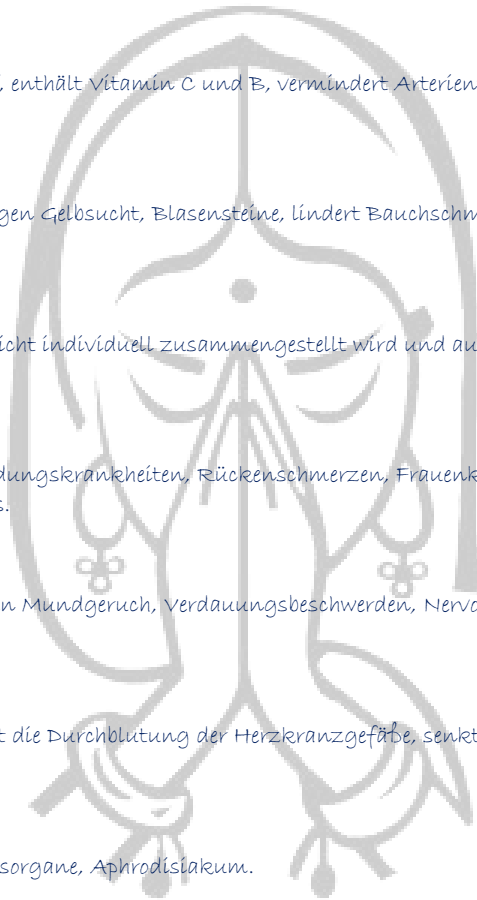 , enthält Vitamin C und B, vermindert Arterien
gen Gelbsucht, Blasensteine, lindert Bauchschm
icht individuell zusammengestellt wird und au
dungskrankheiten, Rückenschmerzen, Frauenk
s.
n Mundgeruch, Verdauungsbeschwerden, Nervo
t die Durchblutung der Herzkranzgefäße, senkt
sorgane, Aphrodisiakum.